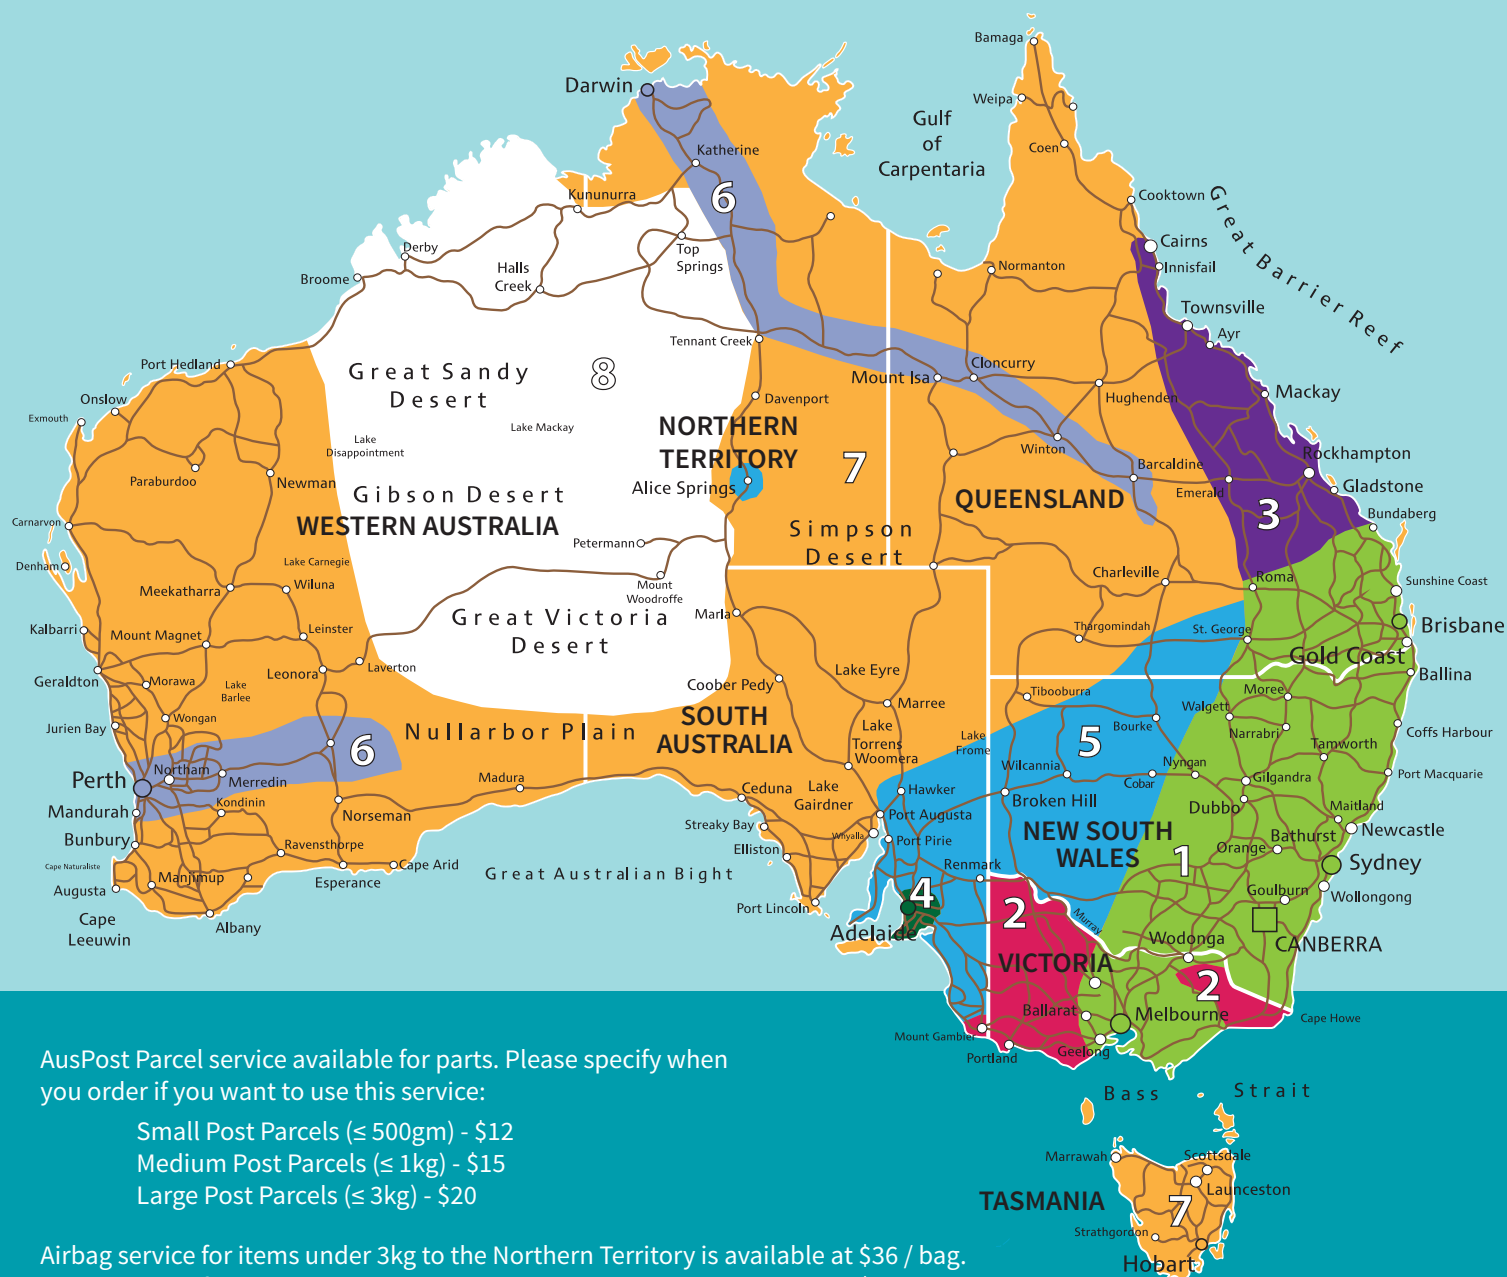 Bamaga
Darwin
Weipa
Gulf
of
Carpentaria
Coen
Katherine
Kununurra
6
Cooktown
Great Barrier Reef
Cairns
Innisfail
Derby
Top
Springs
Halls
Creek
Broome
Normanton
Townsville
Ayr
Tennant Creek
Port Hedland
Great Sandy
Desert
8
Cloncurry
Mount Isa
Mackay
Onslow
Exmouth
Davenport
Hughenden
Lake Mackay
NORTHERN
TERRITORY
Lake
Disappointment
Winton
Rockhampton
7
Barcaldine
Paraburdoo
Newman
Gibson Desert
Alice Springs
QUEENSLAND
Emerald
Gladstone
3
Bundaberg
Carnarvon
WESTERN AUSTRALIA
Simpson
Desert
Petermann
Denham
Lake Carnegie
Meekatharra
Wiluna
Mount
Woodroffe
Charleville
Roma
Sunshine Coast
Great Victoria
Desert
Marla
Kalbarri
Mount Magnet
Leinster
Thargomindah
St. George
Brisbane
Gold Coast
Geraldton
Morawa
Lake
Barlee
Leonora
Laverton
Lake Eyre
Coober Pedy
Ballina
Tibooburra
Moree
Marree
Walgett
Wongan
Jurien Bay
Nullarbor Plain
SOUTH
AUSTRALIA
Lake
Torrens
Woomera
Lake
Frome
Bourke
5
Narrabri
Coffs Harbour
Tamworth
6
Perth
Northam
Merredin
Madura
Wilcannia
Cobar
Nyngan
Gilgandra
Port Macquarie
Ceduna
Lake
Gairdner
Hawker
Broken Hill
Dubbo
Mandurah
Kondinin
Norseman
Port Augusta
Maitland
Newcastle
Bunbury
Streaky Bay
Whyalla
Port Pirie
NEW SOUTH
WALES
Bathurst
Orange
1
Ravensthorpe
Elliston
Renmark
Sydney
Cape Naturaliste
Cape Arid
Great Australian Bight
Manjimup
Esperance
Augusta
4
Goulburn
Wollongong
Port Lincoln
2
Murray
Cape
Leeuwin
Albany
Adelaide
Wodonga
CANBERRA
VICTORIA
2
Ballarat
Melbourne
Cape Howe
Mount Gambier
Portland
Geelong
Bass Strait
AusPost Parcel service available for parts. Please specify when
you order if you want to use this service:
Small Post Parcels (≤ 500gm) - $12
Medium Post Parcels (≤ 1kg) - $15
Large Post Parcels (≤ 3kg) - $20
Marrawah
Scottsdale
Launceston
TASMANIA
7
Strathgordon
Hobart
Airbag service for items under 3kg to the Northern Territory is available at $36 / bag.